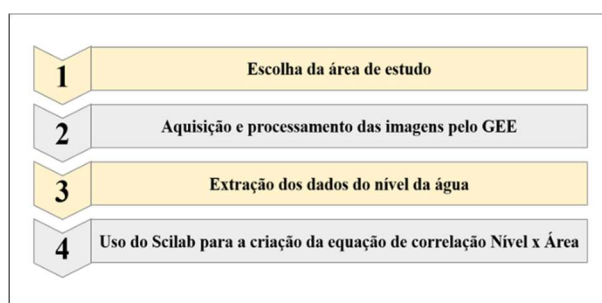 1 Escolha da área de estudo
2 Aquisição e processamento das imagens pelo GEE
3 Extração dos dados do nível da água
4 Uso do Scilab para a criação da equação de correlação Nível x Área